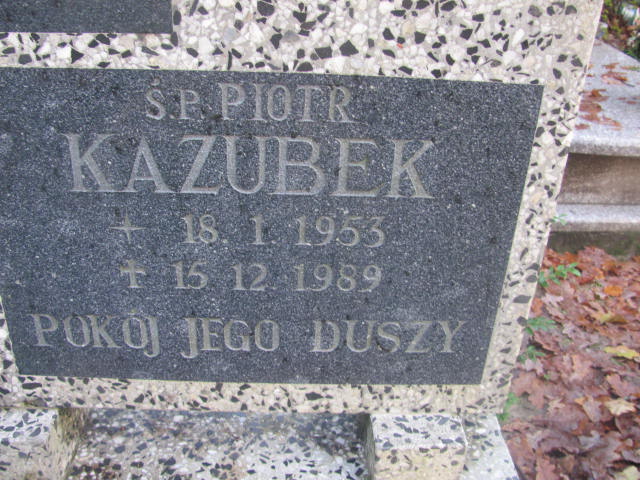 Ś.P. PIOTR
KAZUBEK
+ 18. 1. 1953
✝ 15 12. 1989
POKÓJ JEGO DUSZY